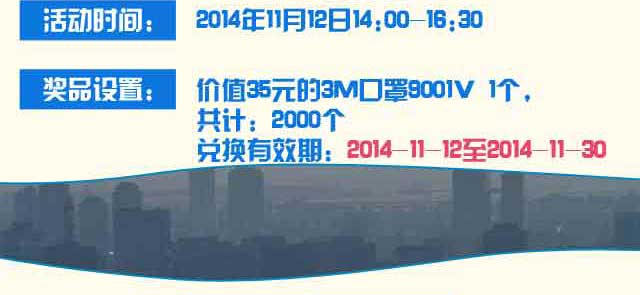 活动时间： 2014年11月12日14:00-16:30
奖品设置： 价值35元的3M口罩9001V 1个，
共计：2000个
兑换有效期：2014-11-12至2014-11-30